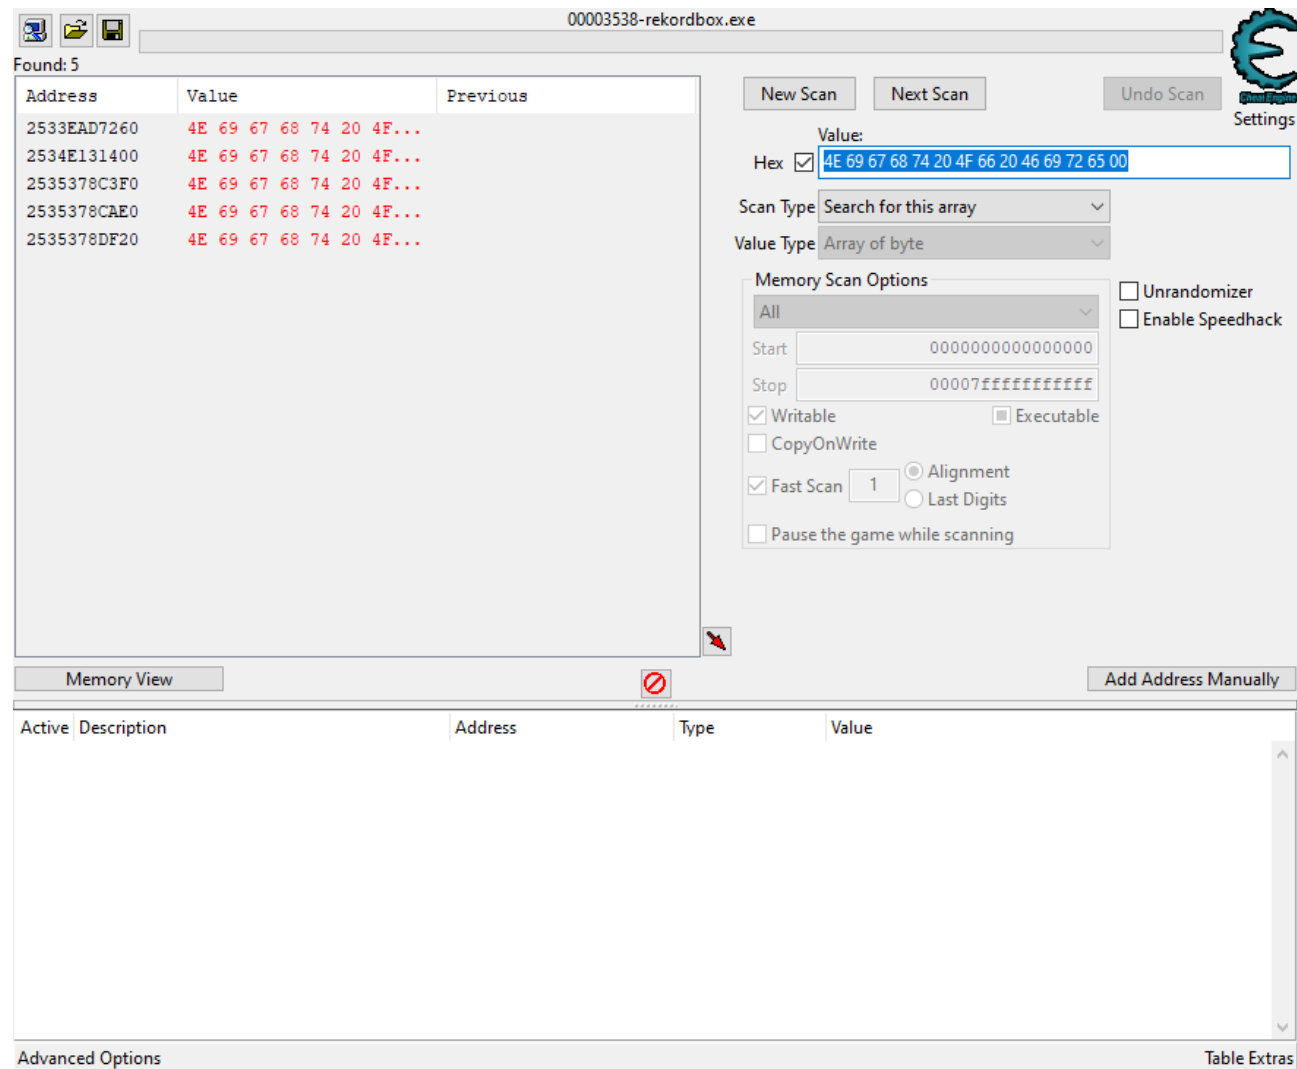 00003538-rekordbox.exe
Found: 5
Address Value Previous
2533EAD7260 4E 69 67 68 74 20 4F...
2534E131400 4E 69 67 68 74 20 4F...
2535378C3F0 4E 69 67 68 74 20 4F...
2535378CAE0 4E 69 67 68 74 20 4F...
2535378DF20 4E 69 67 68 74 20 4F...
New Scan Next Scan Undo Scan
Cheat Engine
Settings
Value:
Hex 4E 69 67 68 74 20 4F 66 20 46 69 72 65 00
Scan Type Search for this array
Value Type Array of byte
Memory Scan Options
All
Start 0000000000000000
Stop 00007fffffffffff
Writable Executable
CopyOnWrite
Fast Scan 1 Alignment
Last Digits
Pause the game while scanning
Unrandomizer
Enable Speedhack
Memory View Add Address Manually
Active Description Address Type Value
Advanced Options Table Extras